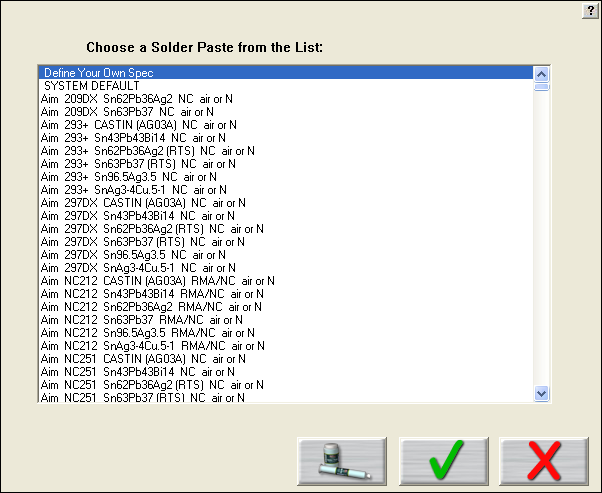 ?
Choose a Solder Paste from the List:
Define Your Own Spec
SYSTEM DEFAULT
Aim 209DX Sn62Pb36Ag2 NC air or N
Aim 209DX Sn63Pb37 NC air or N
Aim 293+ CASTIN (AG03A) NC air or N
Aim 293+ Sn43Pb43Bi14 NC air or N
Aim 293+ Sn62Pb36Ag2 (RTS) NC air or N
Aim 293+ Sn63Pb37 (RTS) NC air or N
Aim 293+ Sn96.5Ag3.5 NC air or N
Aim 293+ SnAg3-4Cu.5-1 NC air or N
Aim 297DX CASTIN (AG03A) NC air or N
Aim 297DX Sn43Pb43Bi14 NC air or N
Aim 297DX Sn62Pb36Ag2 (RTS) NC air or N
Aim 297DX Sn63Pb37 (RTS) NC air or N
Aim 297DX Sn96.5Ag3.5 NC air or N
Aim 297DX SnAg3-4Cu.5-1 NC air or N
Aim NC212 CASTIN (AG03A) RMA/NC air or N
Aim NC212 Sn43Pb43Bi14 RMA/NC air or N
Aim NC212 Sn62Pb36Ag2 RMA/NC air or N
Aim NC212 Sn63Pb37 RMA/NC air or N
Aim NC212 Sn96.5Ag3.5 RMA/NC air or N
Aim NC212 SnAg3-4Cu.5-1 RMA/NC air or N
Aim NC251 CASTIN (AG03A) NC air or N
Aim NC251 Sn43Pb43Bi14 NC air or N
Aim NC251 Sn62Pb36Ag2 (RTS) NC air or N
Aim NC251 Sn63Pb37 (RTS) NC air or N